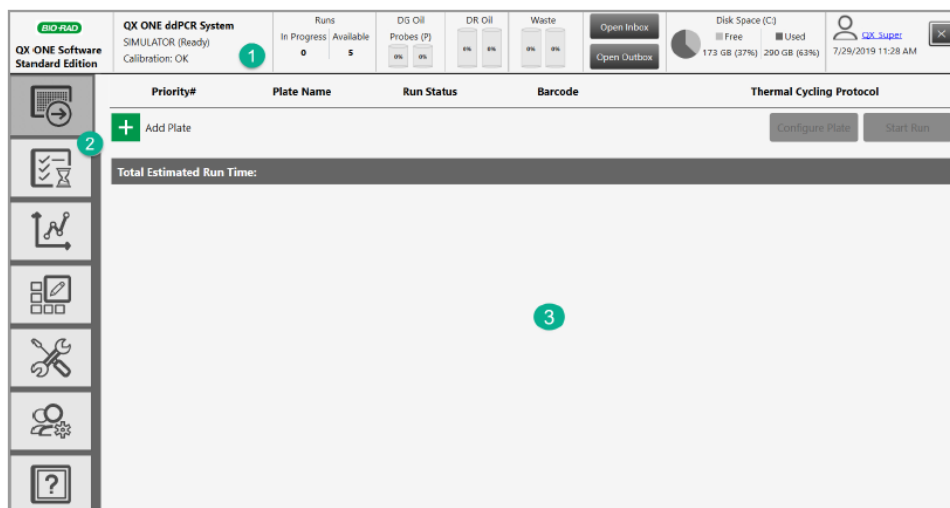 BIO-RAD
QX ONE Software
Standard Edition
QX ONE ddPCR System
SIMULATOR (Ready)
Calibration: OK
1
Runs
In Progress Available
0 5
DG Oil
Probes (P)
0% 0%
DR Oil
0% 0%
Waste
0% 0%
Open Inbox
Open Outbox
Disk Space (C:)
Free Used
173 GB (37%) 290 GB (63%)
QX Super
7/29/2019 11:28 AM
Priority# Plate Name Run Status Barcode Thermal Cycling Protocol
Add Plate Configure Plate Start Run
2
Total Estimated Run Time:
3
?